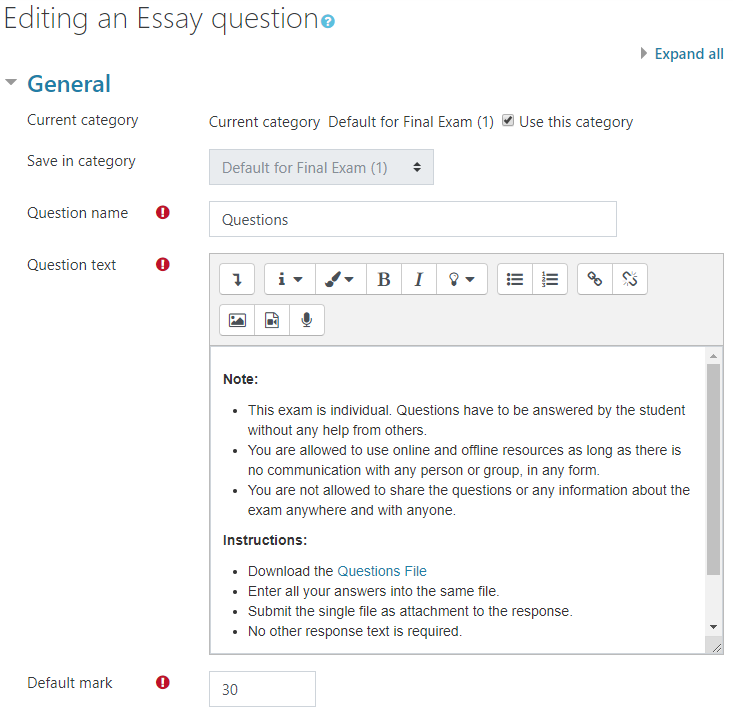 Editing an Essay question
Expand all
General
Current category
Current category Default for Final Exam (1) Use this category
Save in category
Default for Final Exam (1)
Question name
Questions
Question text
Note:
• This exam is individual. Questions have to be answered by the student
without any help from others.
• You are allowed to use online and offline resources as long as there is
no communication with any person or group, in any form.
• You are not allowed to share the questions or any information about the
exam anywhere and with anyone.
Instructions:
• Download the Questions File
• Enter all your answers into the same file.
• Submit the single file as attachment to the response.
• No other response text is required.
Default mark
30